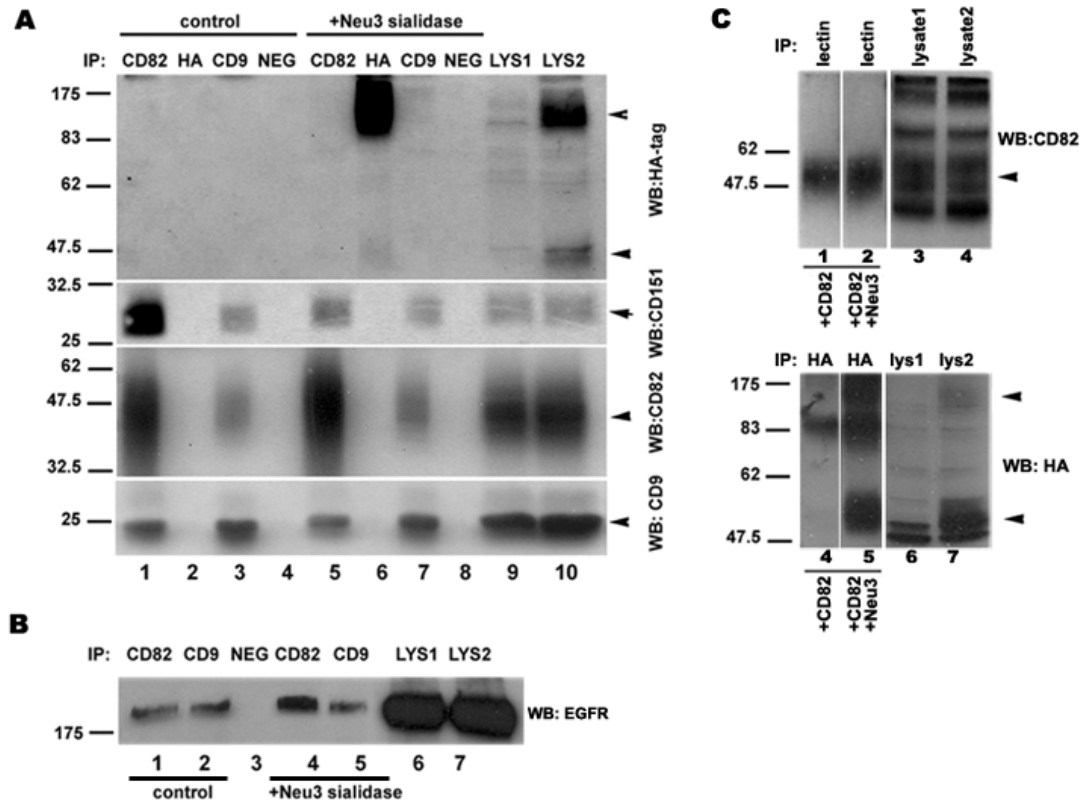 A
control
+Neu3 sialidase
IP: CD82 HA CD9 NEG CD82 HA CD9 NEG LYS1 LYS2
175
83
62
47.5
WB:HA-tag
32.5
25
WB:CD151
62
47.5
32.5
WB:CD82
25
WB: CD9
1 2 3 4 5 6 7 8 9 10
B
IP: CD82 CD9 NEG CD82 CD9 LYS1 LYS2
175
WB: EGFR
1 2 3 4 5 6 7
control
+Neu3 sialidase
C
IP: lectin lectin lysate1 lysate2
62
47.5
WB:CD82
1 2 3 4
+CD82
+CD82
+Neu3
IP: HA HA lys1 lys2
175
83
62
47.5
WB: HA
4 5 6 7
+CD82
+CD82
+Neu3